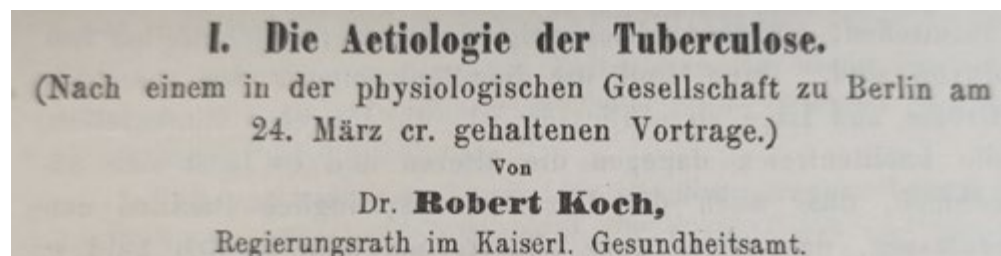 I. Die Aetiologie der Tuberculose.
(Nach einem in der physiologischen Gesellschaft zu Berlin am
24. März cr. gehaltenen Vortrage.)
Von
Dr. Robert Koch,
Regierungsrath im Kaiserl. Gesundheitsamt.